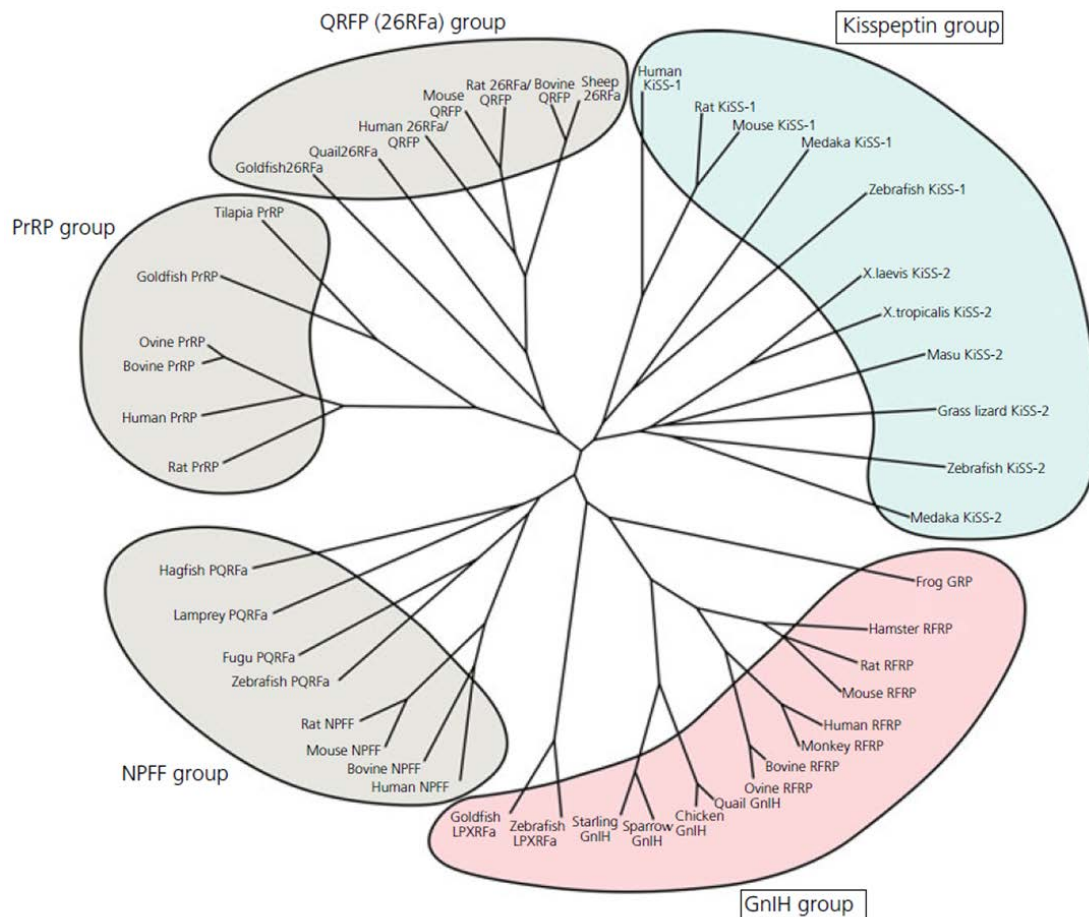 QRFP (26RFa) group
Kisspeptin group
Human
KiSS-1
Rat KiSS-1
Mouse KiSS-1
Medaka KiSS-1
Zebrafish KiSS-1
X.laevis KiSS-2
X.tropicalis KiSS-2
Masu KiSS-2
Grass lizard KiSS-2
Zebrafish KiSS-2
Medaka KiSS-2
Sheep
26RFa
Bovine
QRFP
Rat 26RFa/
QRFP
Mouse
QRFP
Human 26RFa/
QRFP
Quail26RFa
Goldfish26RFa
PrRP group
Tilapia PrRP
Goldfish PrRP
Ovine PrRP
Bovine PrRP
Human PrRP
Rat PrRP
Hagfish PQRFa
Lamprey PQRFa
Fugu PQRFa
Zebrafish PQRFa
Rat NPFF
Mouse NPFF
Bovine NPFF
Human NPFF
NPFF group
Frog GRP
Hamster RFRP
Rat RFRP
Mouse RFRP
Human RFRP
Monkey RFRP
Bovine RFRP
Ovine RFRP
Quail GnIH
Chicken
GnIH
Sparrow
GnIH
Starling
GnIH
Zebrafish
LPXRFa
Goldfish
LPXRFa
GnIH group